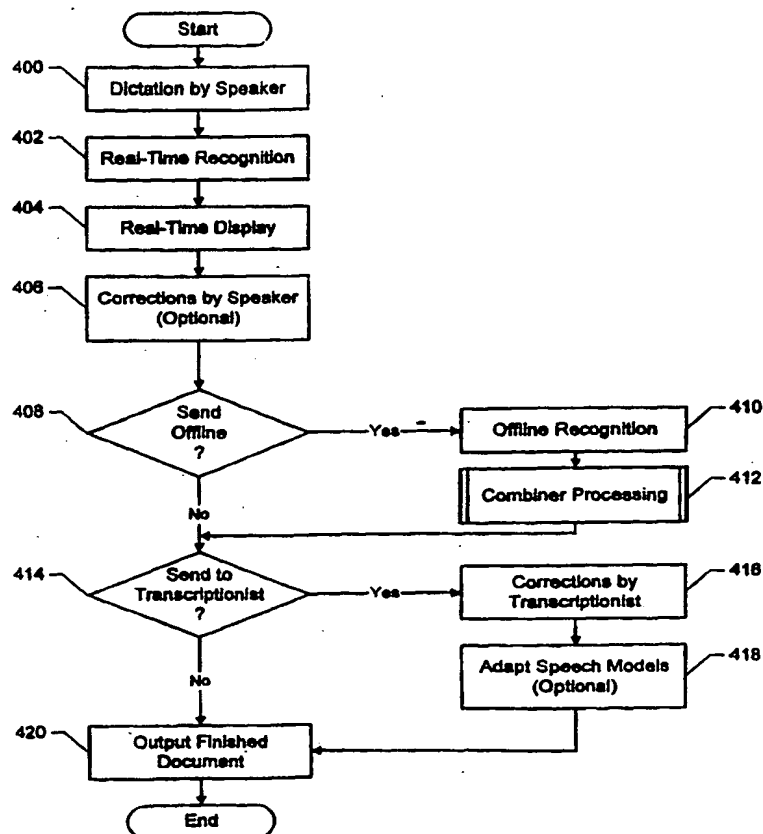 Start
400
Dictation by Speaker
402
Real-Time Recognition
404
Real-Time Display
406
Corrections by Speaker
(Optional)
408
Send
Offline
?
Yes
Offline Recognition
410
Combiner Processing
412
No
414
Send to
Transcriptionist
?
Yes
Corrections by
Transcriptionist
416
Adapt Speech Models
(Optional)
418
No
420
Output Finished
Document
End